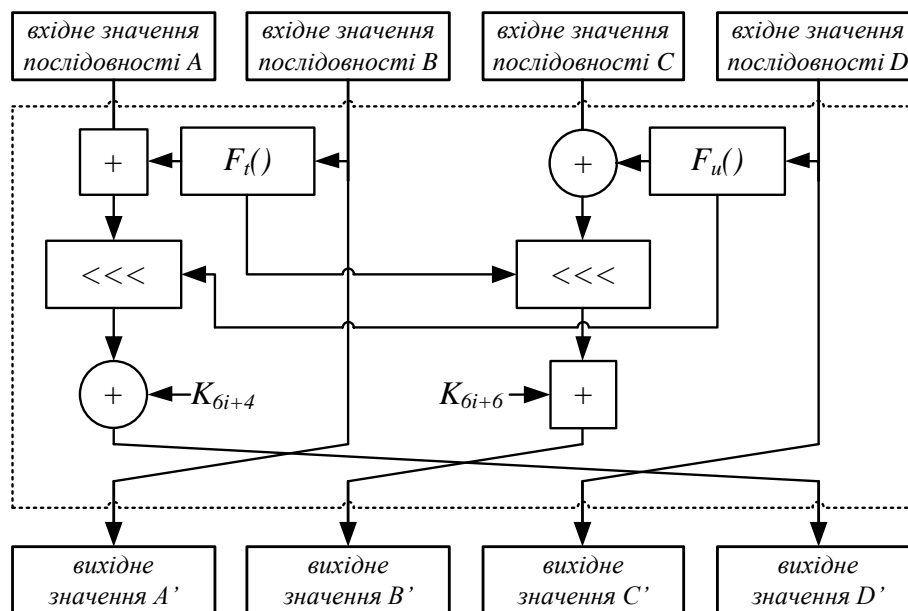 вхідне значення
послідовності A
вхідне значення
послідовності B
вхідне значення
послідовності C
вхідне значення
послідовності D
+
Ft()
+
Fu()
<<<
<<<
+
K6i+4
K6i+6
+
вихідне
значення A’
вихідне
значення B’
вихідне
значення C’
вихідне
значення D’